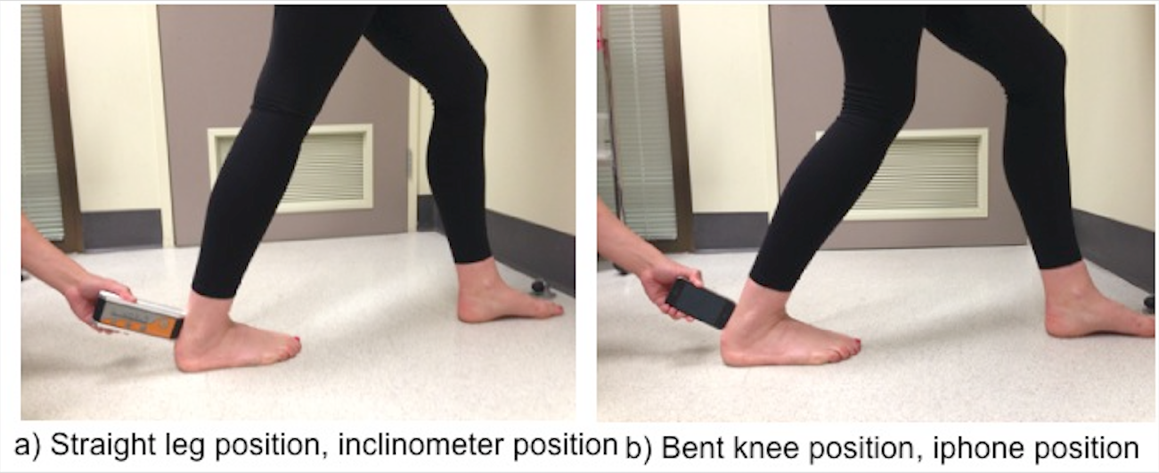 a) Straight leg position, inclinometer position
b) Bent knee position, iphone position